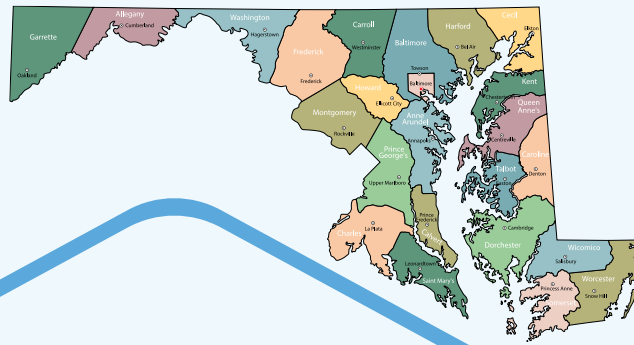 Garrette
Oakland
Allegany
Cumberland
Washington
Hagerstown
Frederick
Frederick
Carroll
Westminster
Baltimore
Towson
Baltimore
Harford
Bel Air
Cecil
Elkton
Howard
Ellicott City
Montgomery
Rockville
Anne
Arundel
Annapolis
Prince
George's
Upper Marlboro
Kent
Chestertown
Queen
Anne's
Centreville
Caroline
Denton
Talbot
Easton
Charles
La Plata
Prince
Frederick
Calvert
Leonardtown
Saint Mary's
Cambridge
Dorchester
Wicomico
Salisbury
Princess Anne
Somerset
Worcester
Snow Hill